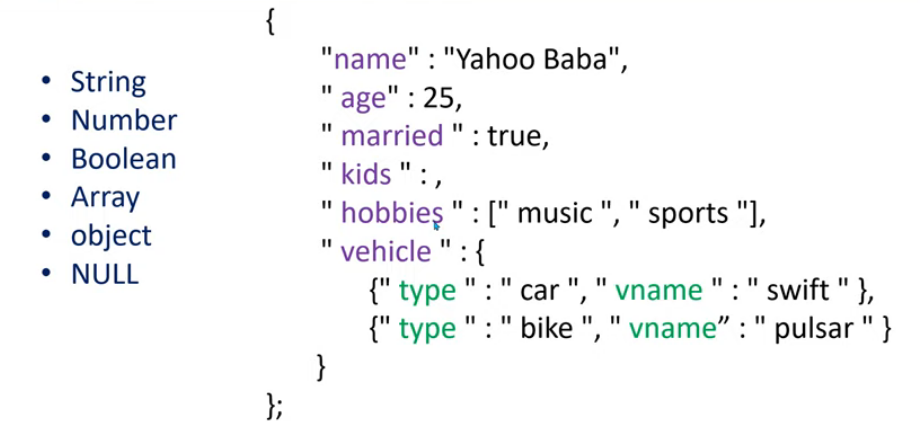 • String
• Number
• Boolean
• Array
• object
• NULL
{
"name" : "Yahoo Baba",
" age" : 25,
" married " : true,
" kids " : ,
" hobbies " : [" music ", " sports "],
" vehicle " : {
{" type " : " car ", " vname " : " swift " },
{" type " : " bike ", " vname” : " pulsar " }
}
};